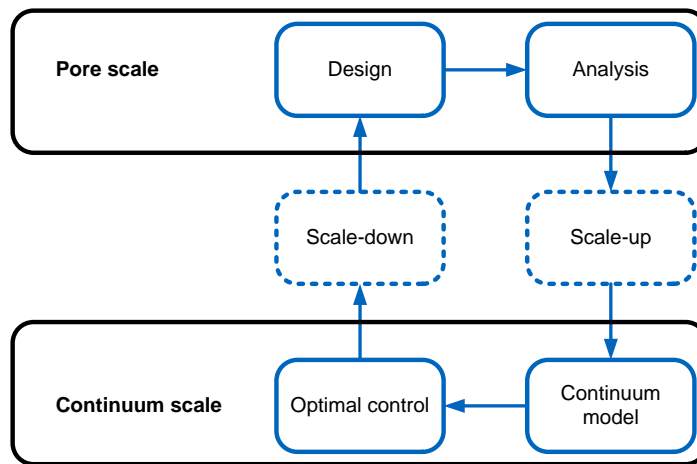 Pore scale
Design
Analysis
Scale-down
Scale-up
Continuum scale
Optimal control
Continuum
model